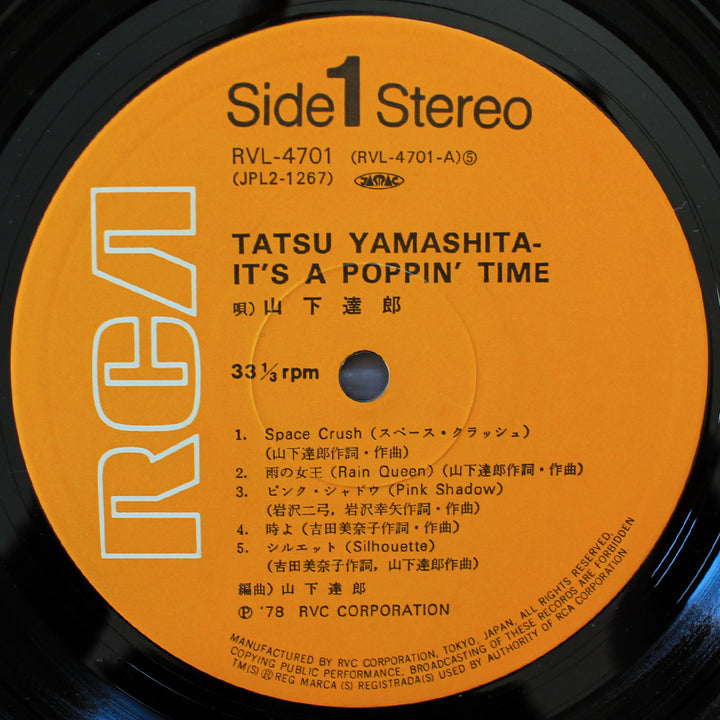 Side 1 Stereo
RVL-4701 (RVL-4701-A)⑤
(JPL2-1267) JASRAC
RCA
TATSU YAMASHITA-
IT'S A POPPIN' TIME
唄) 山下達郎
33 1/3 rpm
1. Space Crush (スペース・クラッシュ)
(山下達郎作詞・作曲)
2. 雨の女王 (Rain Queen) (山下達郎作詞・作曲)
3. ピンク・シャドウ (Pink Shadow)
(岩沢二弓, 岩沢幸矢作詞・作曲)
4. 時よ (吉田美奈子作詞・作曲)
5. シルエット (Silhouette)
(吉田美奈子作詞, 山下達郎作曲)
編曲) 山下達郎
Ⓟ '78 RVC CORPORATION
MANUFACTURED BY RVC CORPORATION, TOKYO, JAPAN, ALL RIGHTS RESERVED,
COPYING PUBLIC PERFORMANCE, BROADCASTING OF THESE RECORDS ARE FORBIDDEN
TM(S) ® REG MARCA (S) REGISTRADA(S) USED BY AUTHORITY OF RCA CORPORATION